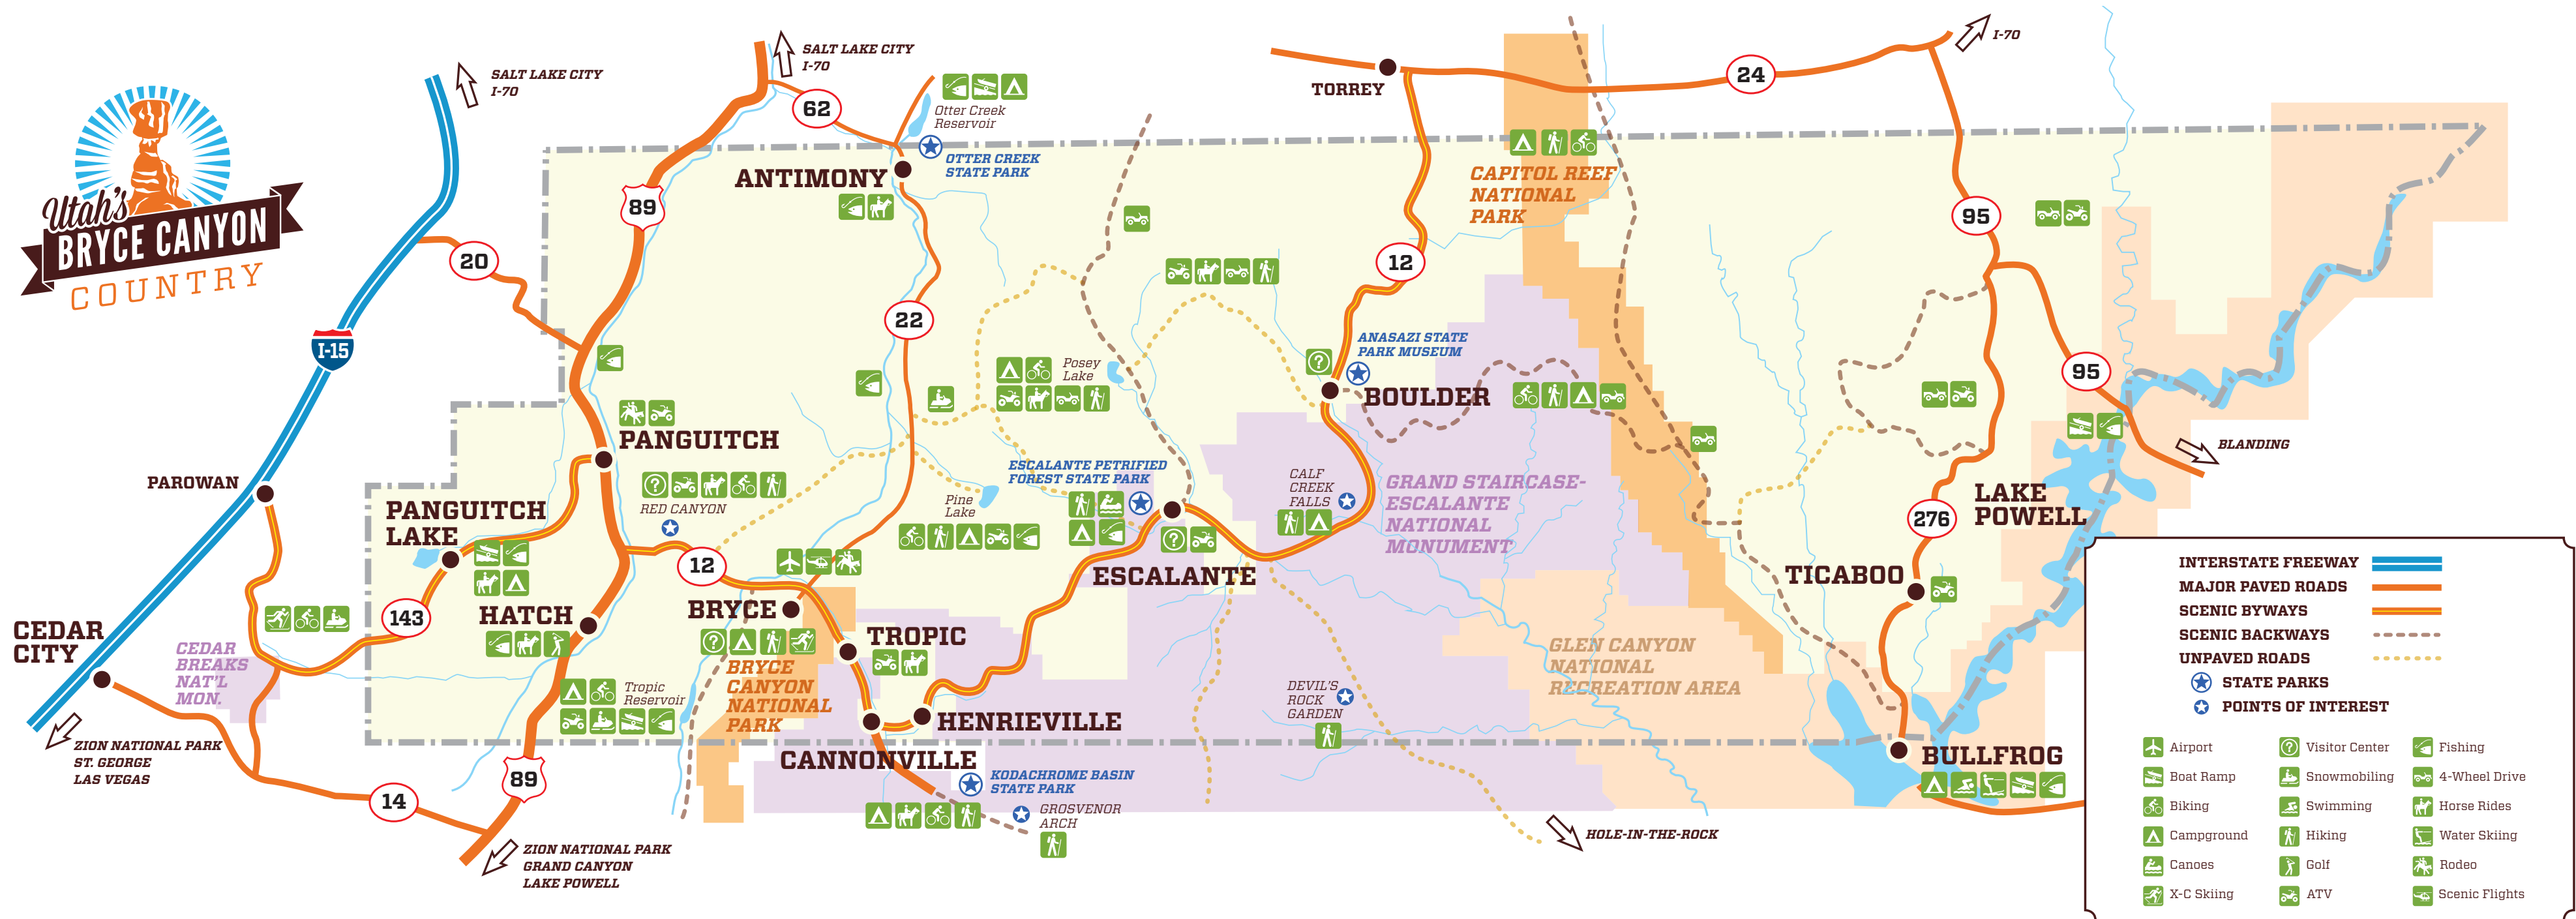 Utah's
BRYCE CANYON
COUNTRY
SALT LAKE CITY
I-70
SALT LAKE CITY
I-70
I-70
62
24
TORREY
Otter Creek
Reservoir
OTTER CREEK
STATE PARK
ANTIMONY
CAPITOL REEF
NATIONAL
PARK
89
95
20
12
22
I-15
ANASAZI STATE
PARK MUSEUM
BOULDER
Posey
Lake
95
BLANDING
PANGUITCH
PAROWAN
ESCALANTE PETRIFIED
FOREST STATE PARK
CALF
CREEK
FALLS
GRAND STAIRCASE-
ESCALANTE
NATIONAL
MONUMENT
PANGUITCH
LAKE
RED CANYON
Pine
Lake
276
LAKE
POWELL
12
ESCALANTE
TICABOO
143
HATCH
BRYCE
TROPIC
CEDAR
CITY
CEDAR
BREAKS
NAT'L
MON.
BRYCE
CANYON
NATIONAL
PARK
Tropic
Reservoir
GLEN CANYON
NATIONAL
RECREATION AREA
DEVIL'S
ROCK
GARDEN
HENRIEVILLE
CANNONVILLE
BULLFROG
ZION NATIONAL PARK
ST. GEORGE
LAS VEGAS
89
14
KODACHROME BASIN
STATE PARK
GROSVENOR
ARCH
HOLE-IN-THE-ROCK
ZION NATIONAL PARK
GRAND CANYON
LAKE POWELL
INTERSTATE FREEWAY
MAJOR PAVED ROADS
SCENIC BYWAYS
SCENIC BACKWAYS
UNPAVED ROADS
STATE PARKS
POINTS OF INTEREST
Airport
Boat Ramp
Biking
Campground
Canoes
X-C Skiing
Visitor Center
Snowmobiling
Swimming
Hiking
Golf
ATV
Fishing
4-Wheel Drive
Horse Rides
Water Skiing
Rodeo
Scenic Flights